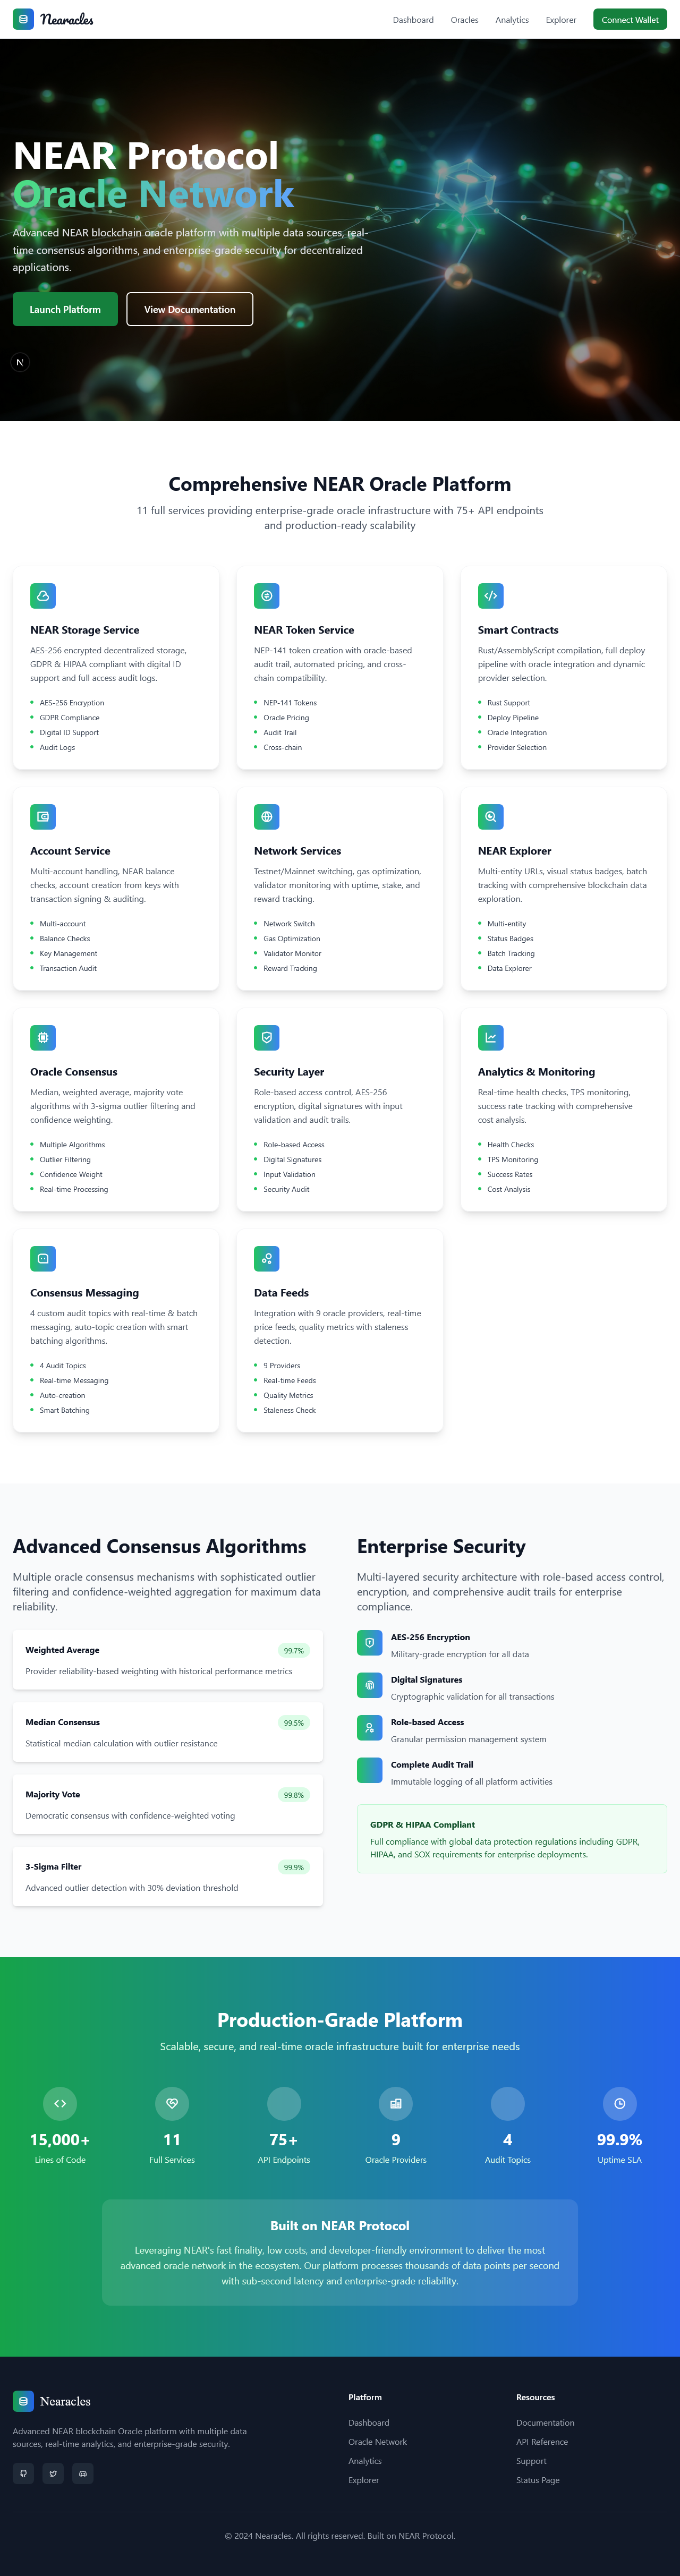 Nearacles
Dashboard
Oracles
Analytics
Explorer
Connect Wallet
NEAR Protocol
Oracle Network
Advanced NEAR blockchain oracle platform with multiple data sources, real-
time consensus algorithms, and enterprise-grade security for decentralized
applications.
Launch Platform
View Documentation
N
Comprehensive NEAR Oracle Platform
11 full services providing enterprise-grade oracle infrastructure with 75+ API endpoints
and production-ready scalability
NEAR Storage Service
AES-256 encrypted decentralized storage,
GDPR & HIPAA compliant with digital ID
support and full access audit logs.
AES-256 Encryption
GDPR Compliance
Digital ID Support
Audit Logs
NEAR Token Service
NEP-141 token creation with oracle-based
audit trail, automated pricing, and cross-
chain compatibility.
NEP-141 Tokens
Oracle Pricing
Audit Trail
Cross-chain
Smart Contracts
Rust/AssemblyScript compilation, full deploy
pipeline with oracle integration and dynamic
provider selection.
Rust Support
Deploy Pipeline
Oracle Integration
Provider Selection
Account Service
Multi-account handling, NEAR balance
checks, account creation from keys with
transaction signing & auditing.
Multi-account
Balance Checks
Key Management
Transaction Audit
Network Services
Testnet/Mainnet switching, gas optimization,
validator monitoring with uptime, stake, and
reward tracking.
Network Switch
Gas Optimization
Validator Monitor
Reward Tracking
NEAR Explorer
Multi-entity URLs, visual status badges, batch
tracking with comprehensive blockchain data
exploration.
Multi-entity
Status Badges
Batch Tracking
Data Explorer
Oracle Consensus
Median, weighted average, majority vote
algorithms with 3-sigma outlier filtering and
confidence weighting.
Multiple Algorithms
Outlier Filtering
Confidence Weight
Real-time Processing
Security Layer
Role-based access control, AES-256
encryption, digital signatures with input
validation and audit trails.
Role-based Access
Digital Signatures
Input Validation
Security Audit
Analytics & Monitoring
Real-time health checks, TPS monitoring,
success rate tracking with comprehensive
cost analysis.
Health Checks
TPS Monitoring
Success Rates
Cost Analysis
Consensus Messaging
4 custom audit topics with real-time & batch
messaging, auto-topic creation with smart
batching algorithms.
4 Audit Topics
Real-time Messaging
Auto-creation
Smart Batching
Data Feeds
Integration with 9 oracle providers, real-time
price feeds, quality metrics with staleness
detection.
9 Providers
Real-time Feeds
Quality Metrics
Staleness Check
Advanced Consensus Algorithms
Multiple oracle consensus mechanisms with sophisticated outlier
filtering and confidence-weighted aggregation for maximum data
reliability.
Weighted Average
99.7%
Provider reliability-based weighting with historical performance metrics
Median Consensus
99.5%
Statistical median calculation with outlier resistance
Majority Vote
99.8%
Democratic consensus with confidence-weighted voting
3-Sigma Filter
99.9%
Advanced outlier detection with 30% deviation threshold
Enterprise Security
Multi-layered security architecture with role-based access control,
encryption, and comprehensive audit trails for enterprise
compliance.
AES-256 Encryption
Military-grade encryption for all data
Digital Signatures
Cryptographic validation for all transactions
Role-based Access
Granular permission management system
Complete Audit Trail
Immutable logging of all platform activities
GDPR & HIPAA Compliant
Full compliance with global data protection regulations including GDPR,
HIPAA, and SOX requirements for enterprise deployments.
Production-Grade Platform
Scalable, secure, and real-time oracle infrastructure built for enterprise needs
15,000+
Lines of Code
11
Full Services
75+
API Endpoints
9
Oracle Providers
4
Audit Topics
99.9%
Uptime SLA
Built on NEAR Protocol
Leveraging NEAR's fast finality, low costs, and developer-friendly environment to deliver the most
advanced oracle network in the ecosystem. Our platform processes thousands of data points per second
with sub-second latency and enterprise-grade reliability.
Nearacles
Advanced NEAR blockchain Oracle platform with multiple data
sources, real-time analytics, and enterprise-grade security.
Platform
Dashboard
Oracle Network
Analytics
Explorer
Resources
Documentation
API Reference
Support
Status Page
© 2024 Nearacles. All rights reserved. Built on NEAR Protocol.